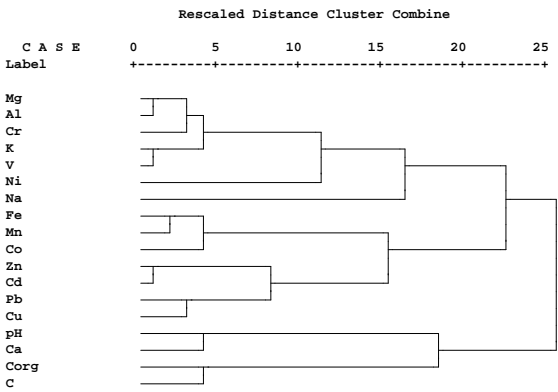 Rescaled Distance Cluster Combine
C A S E 0 5 10 15 20 25
Label +---------+---------+---------+---------+---------+
Mg
Al
Cr
K
V
Ni
Na
Fe
Mn
Co
Zn
Cd
Pb
Cu
pH
Ca
Corg
C